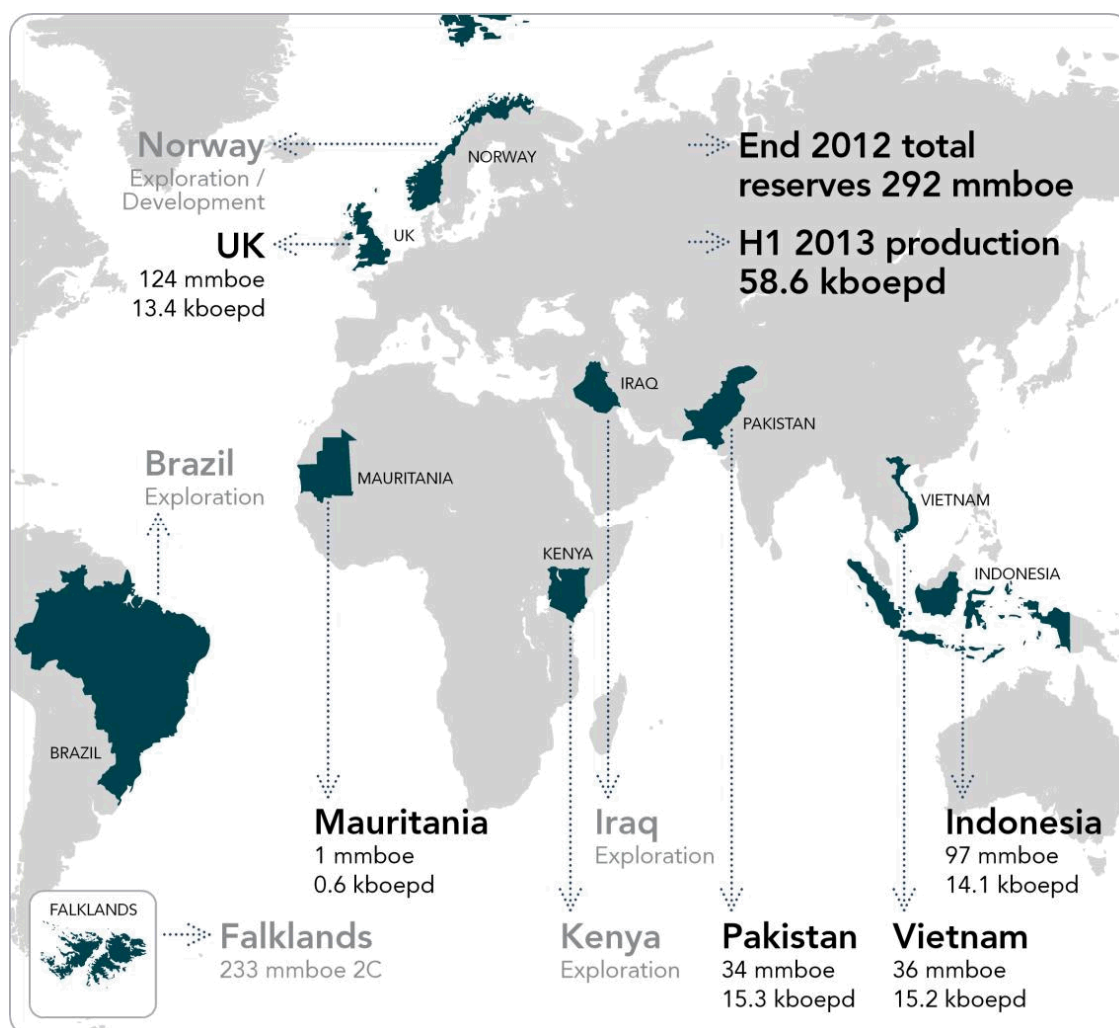 Norway
Exploration /
Development
NORWAY
End 2012 total
reserves 292 mmboe
UK
124 mmboe
13.4 kboepd
UK
H1 2013 production
58.6 kboepd
IRAQ
PAKISTAN
Brazil
Exploration
MAURITANIA
VIETNAM
KENYA
INDONESIA
BRAZIL
Mauritania
1 mmboe
0.6 kboepd
Iraq
Exploration
Indonesia
97 mmboe
14.1 kboepd
FALKLANDS
Falklands
233 mmboe 2C
Kenya
Exploration
Pakistan
34 mmboe
15.3 kboepd
Vietnam
36 mmboe
15.2 kboepd